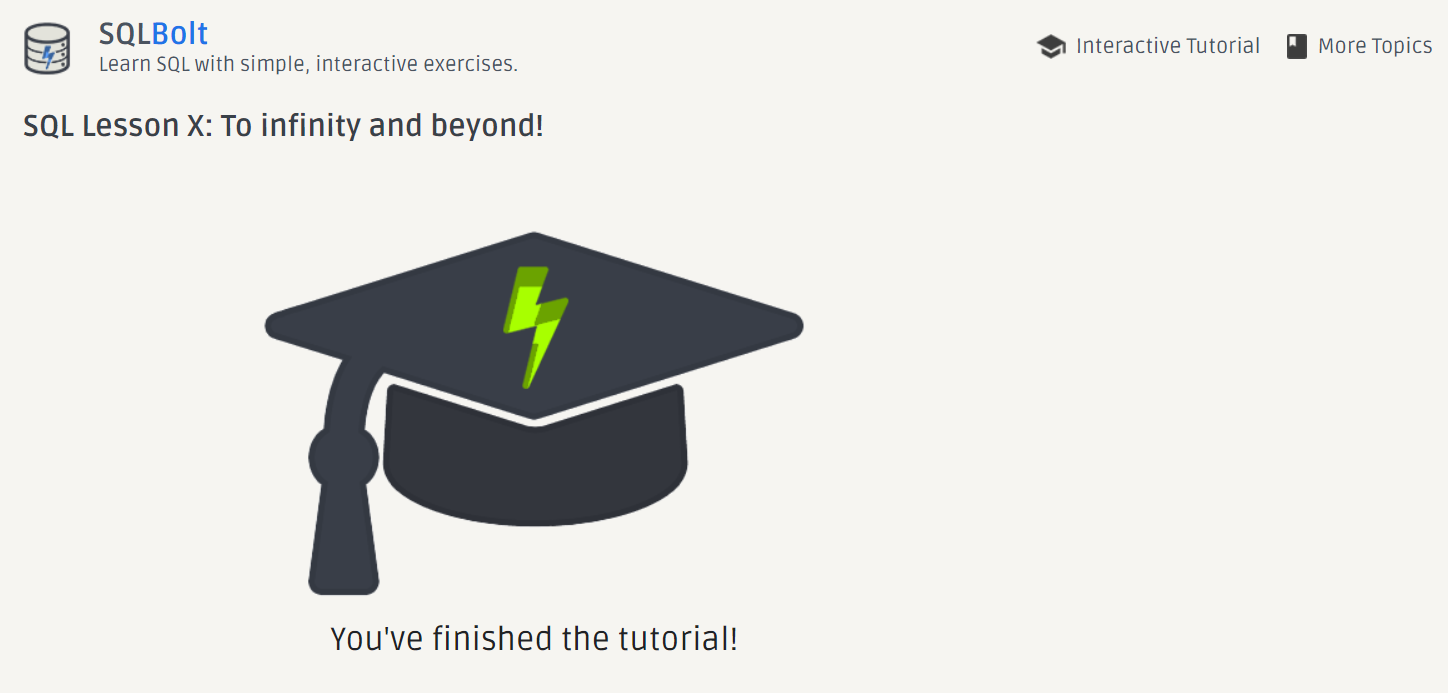 SQLBolt
Learn SQL with simple, interactive exercises.
Interactive Tutorial
More Topics
SQL Lesson X: To infinity and beyond!
You've finished the tutorial!